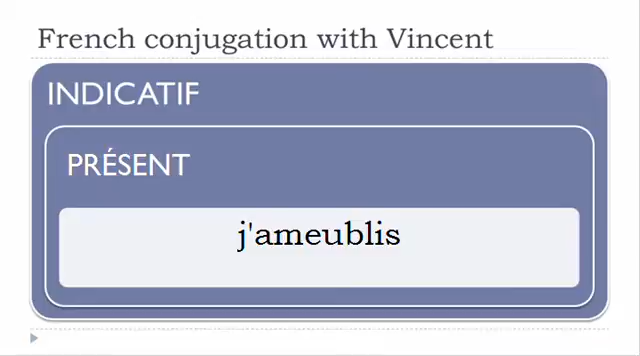 French conjugation with Vincent
INDICATIF
PRÉSENT
j'ameublis